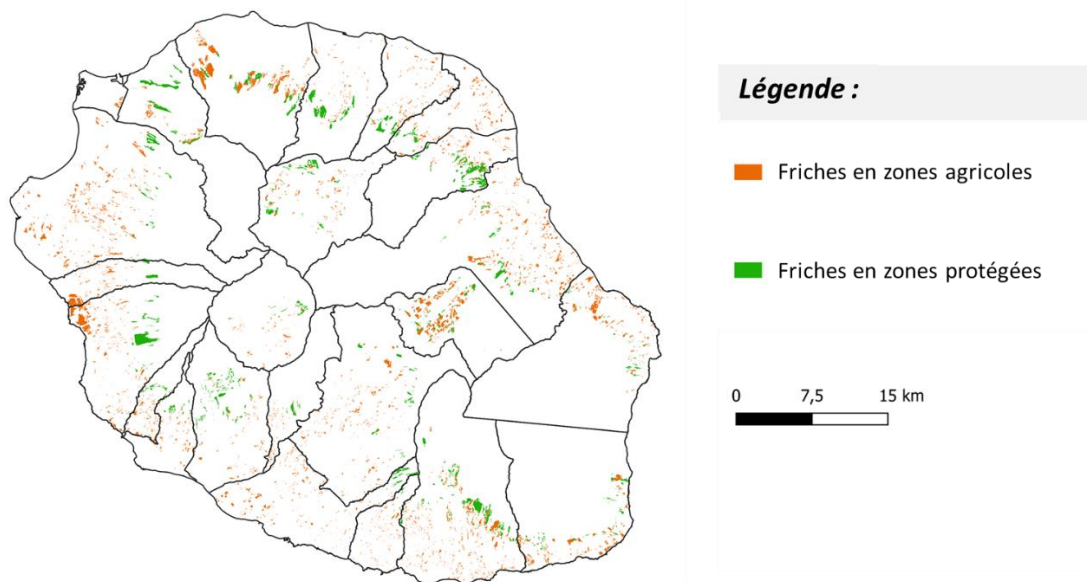 Légende :
Friches en zones agricoles
Friches en zones protégées
0 7,5 15 km